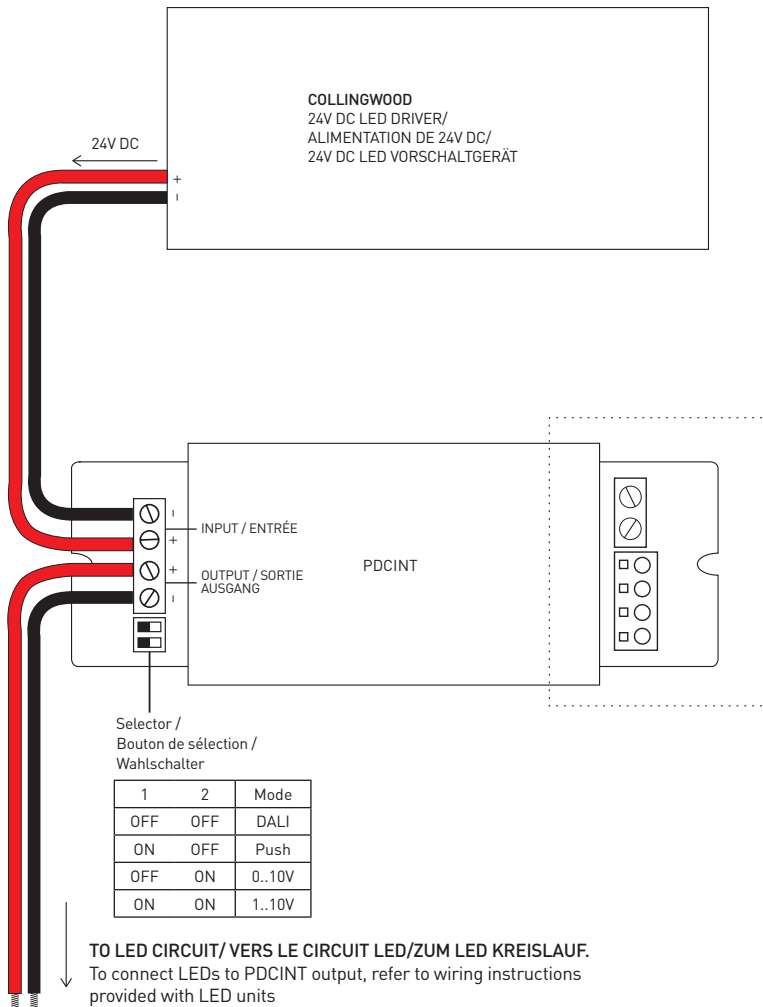 COLLINGWOOD
24V DC LED DRIVER/
ALIMENTATION DE 24V DC/
24V DC LED VORSCHALTGERÄT
24V DC
+
-
-
INPUT / ENTRÉE
+
+
OUTPUT / SORTIE
AUSGANG
-
PDCINT
Selector /
Bouton de sélection /
Wahlschalter
1 2 Mode
OFF OFF DALI
ON OFF Push
OFF ON 0..10V
ON ON 1..10V
TO LED CIRCUIT/ VERS LE CIRCUIT LED/ZUM LED KREISLAUF.
To connect LEDs to PDCINT output, refer to wiring instructions
provided with LED units